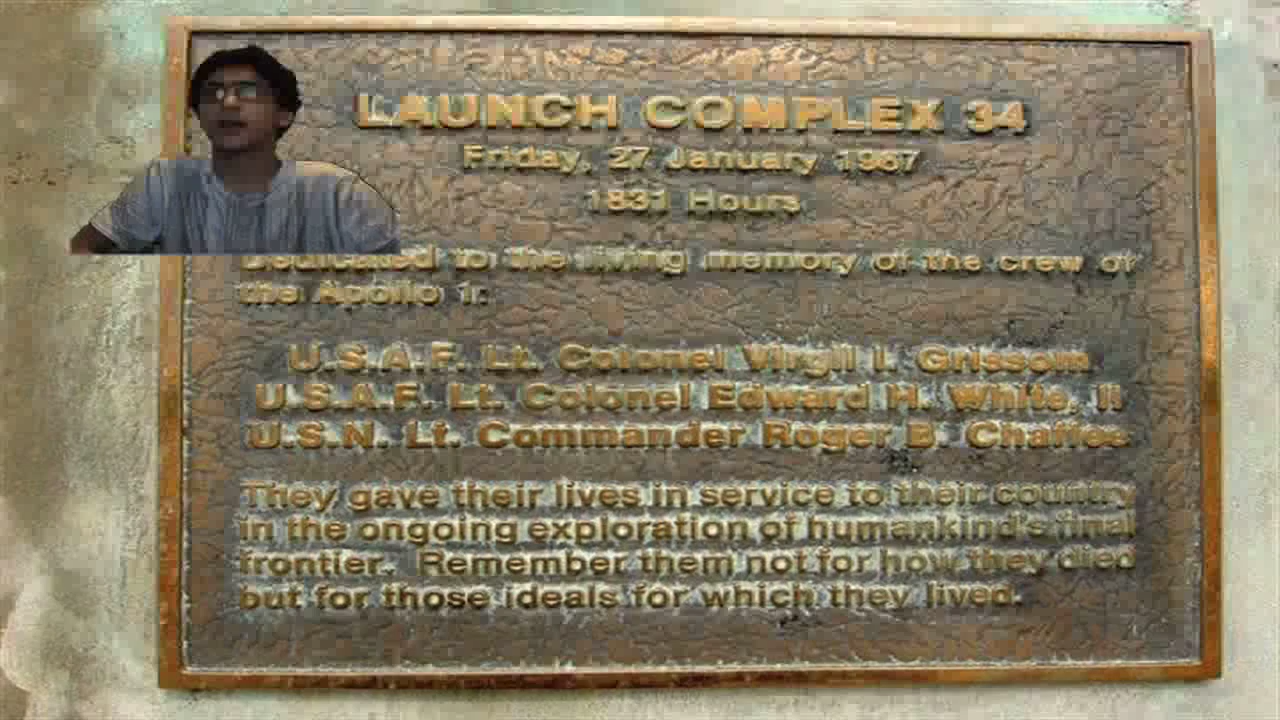 LAUNCH COMPLEX 34
Friday, 27 January 1967
1831 Hours
Dedicated to the living memory of the crew of
the Apollo 1:
U.S.A.F. Lt. Colonel Virgil I. Grissom
U.S.A.F. Lt. Colonel Edward H. White, II
U.S.N. Lt. Commander Roger B. Chaffee
They gave their lives in service to their country
in the ongoing exploration of humankind's final
frontier. Remember them not for how they died
but for those ideals for which they lived.